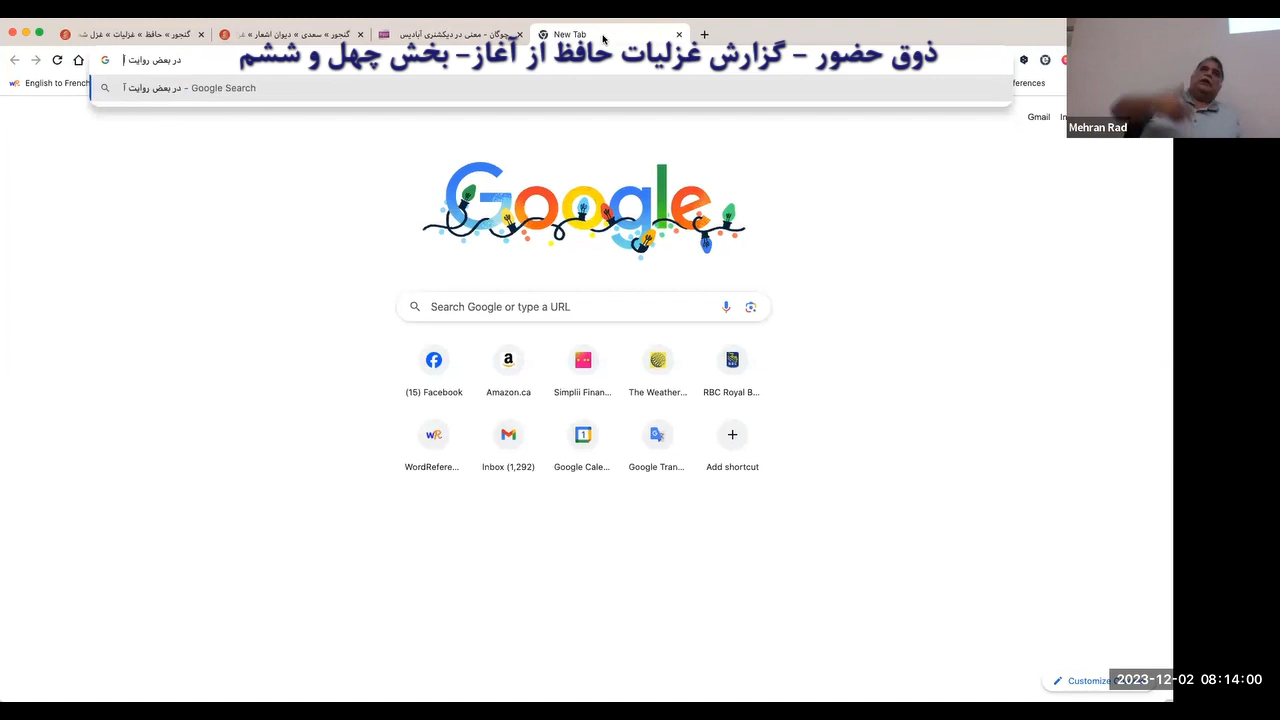 گنجور » حافظ » غزلیات » غزل ش
گنجور » سعدی » دیوان اشعار » غز
چوگان - معنی در دیکشنری آبادیس
New Tab
در بعض روایت آ
ذوق حضور - گزارش غزلیات حافظ از آغاز- بخش چهل و ششم
English to French
در بعض روایت آ - Google Search
ferences
Gmail
Mehran Rad
Google
Search Google or type a URL
(15) Facebook
Amazon.ca
Simplii Finan...
The Weather...
RBC Royal B...
WordRefere...
Inbox (1,292)
Google Cale...
Google Tran...
Add shortcut
Customize
2023-12-02 08:14:00